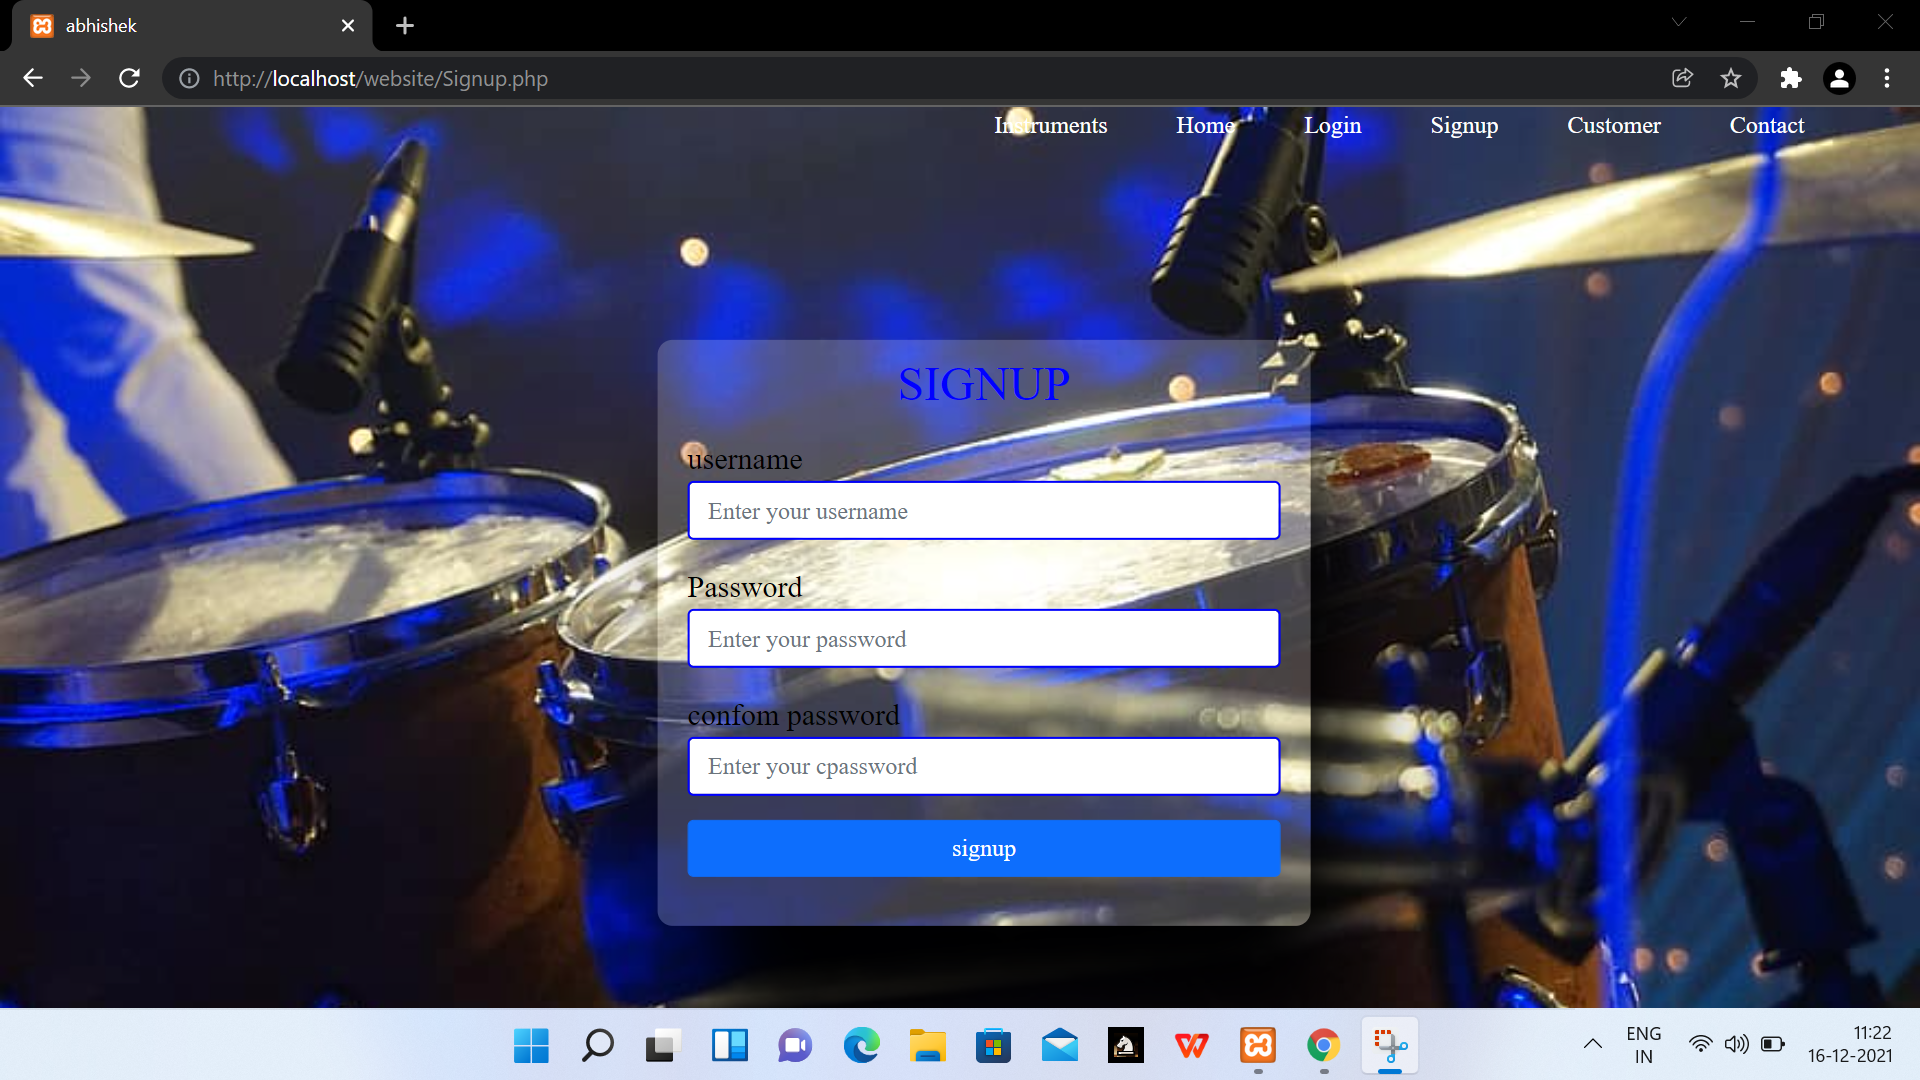 abhishek
http://localhost/website/Signup.php
Instruments Home Login Signup Customer Contact
SIGNUP
username
Enter your username
Password
Enter your password
confom password
Enter your cpassword
signup
ENG
IN
11:22
16-12-2021